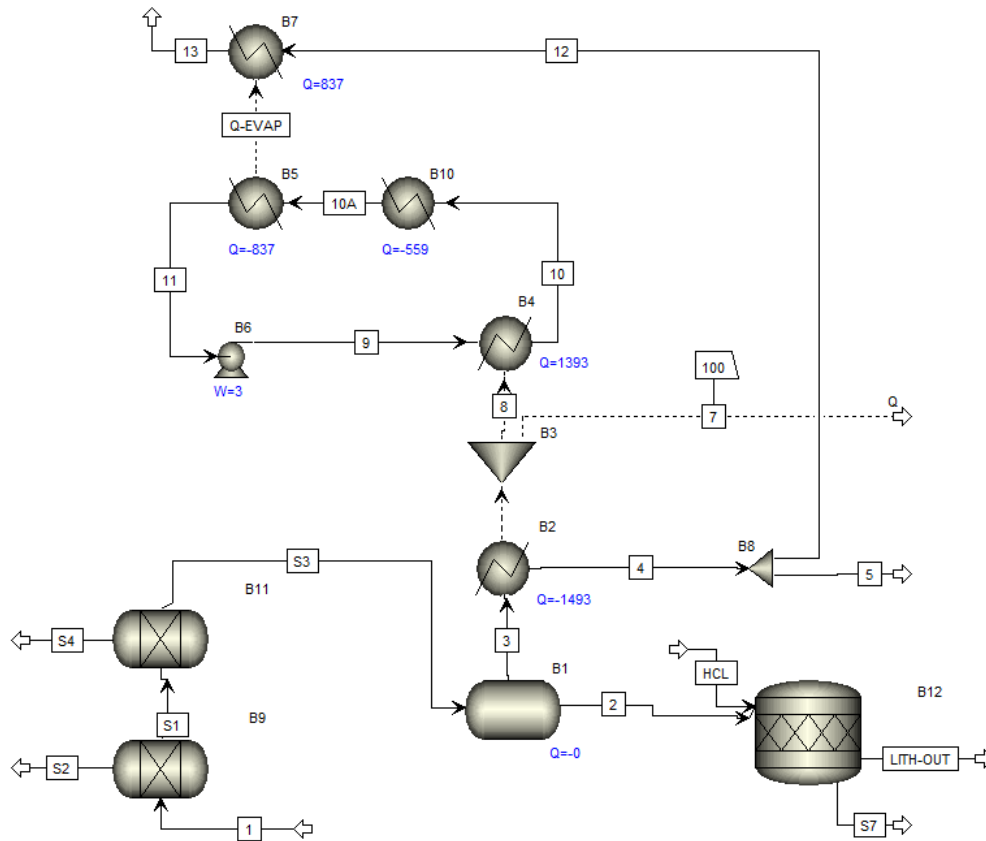 B7
13
12
Q=837
Q-EVAP
B5
B10
10A
Q=-837
Q=-559
11
10
B4
B6
9
Q=1393
W=3
100
8
7
Q
B3
B2
S3
B8
4
5
B11
Q=-1493
S4
3
B1
HCL
B12
S1
2
B9
Q=-0
LITH-OUT
S2
1
S7